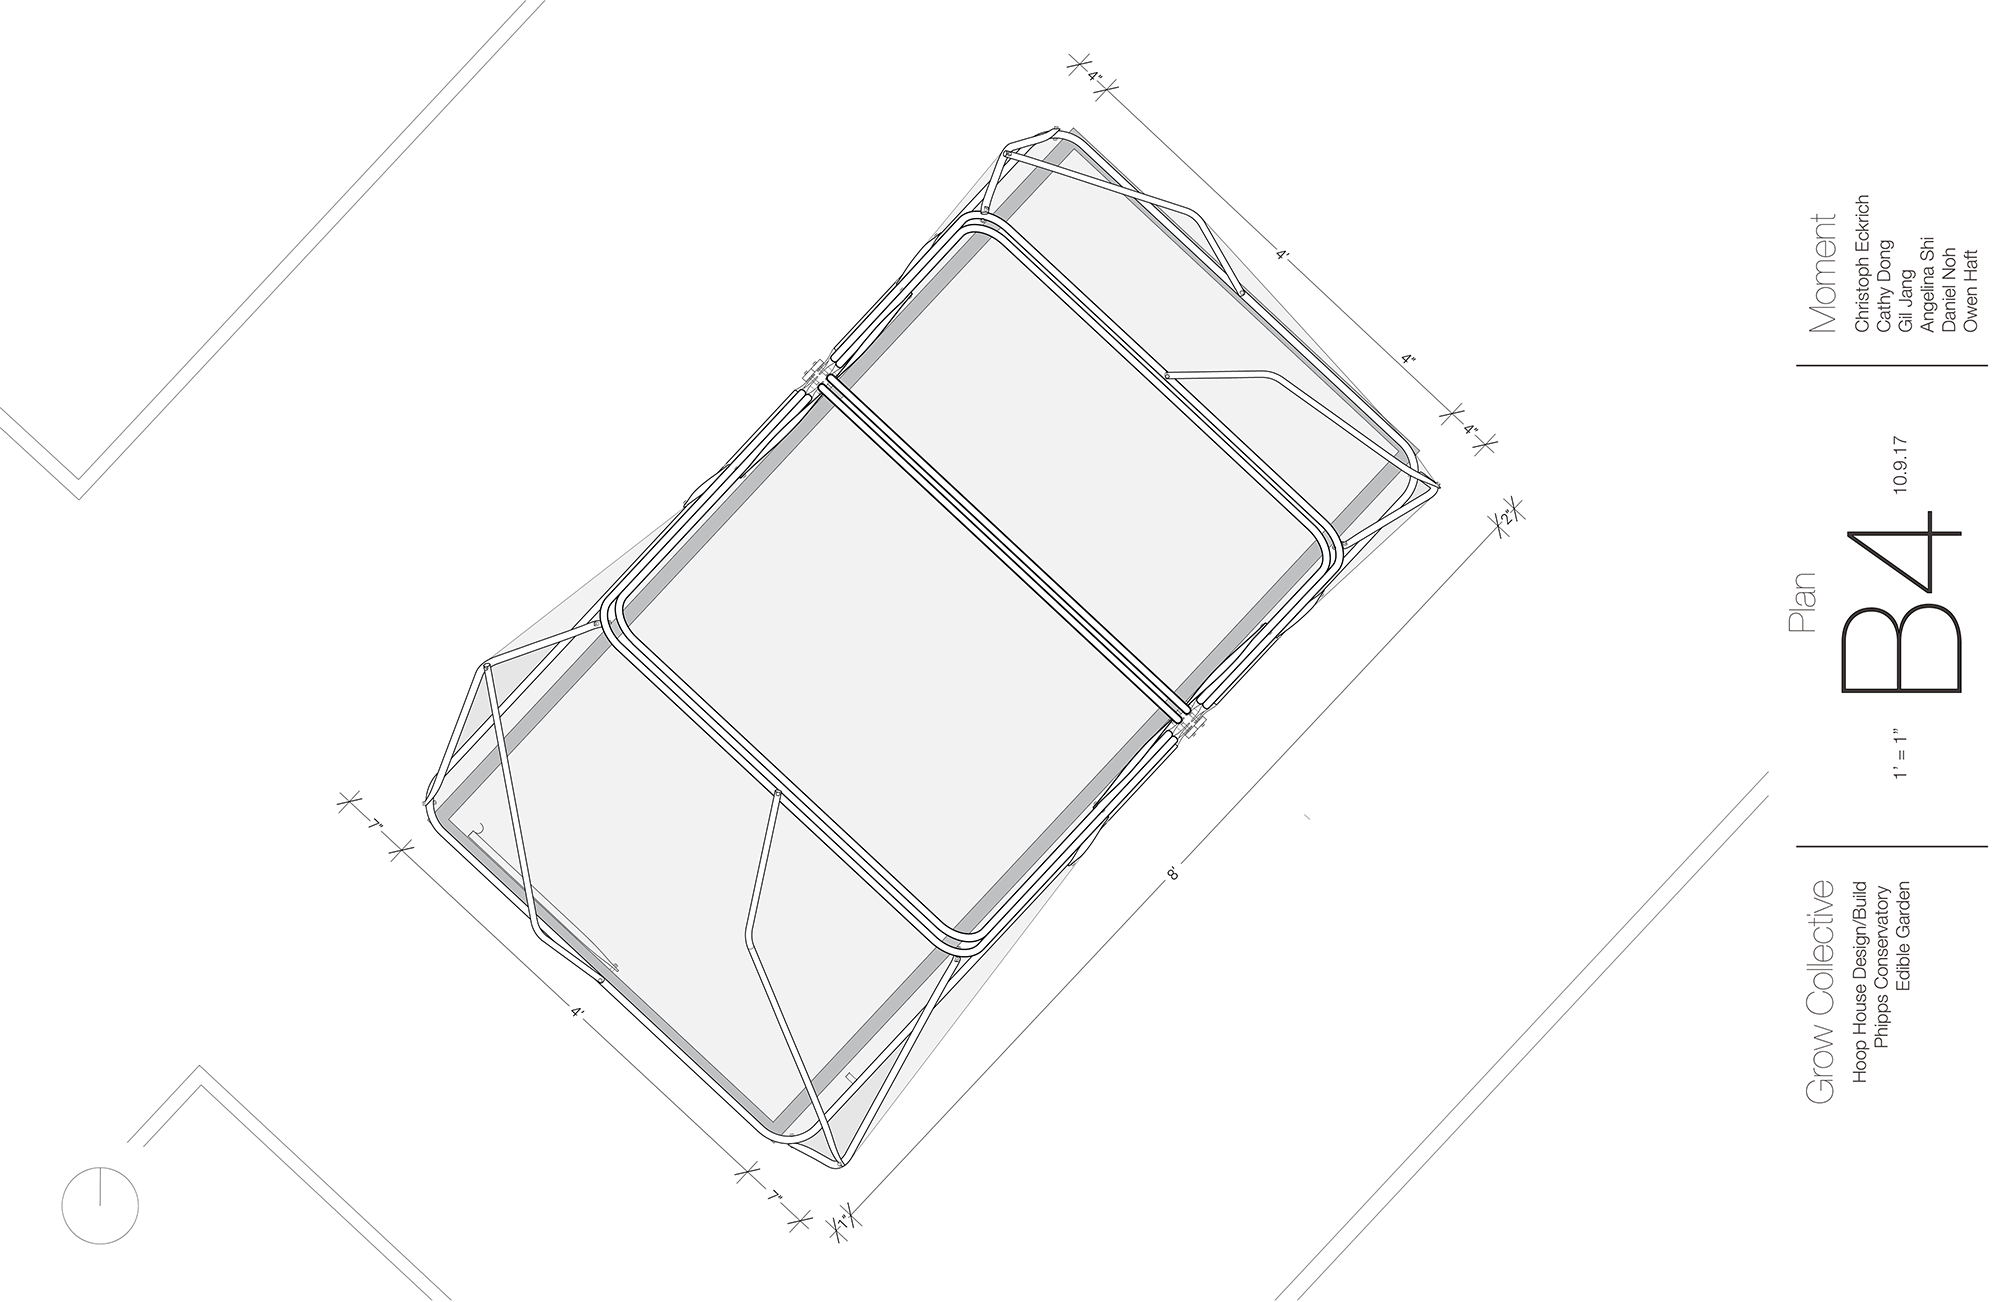 4"
4'
4"
4"
2"
8'
7"
4'
7"
1"
Grow Collective
Hoop House Design/Build
Phipps Conservatory
Edible Garden
Plan
1' = 1"
B4
10.9.17
Moment
Christoph Eckrich
Cathy Dong
Gil Jang
Angelina Shi
Daniel Noh
Owen Haft